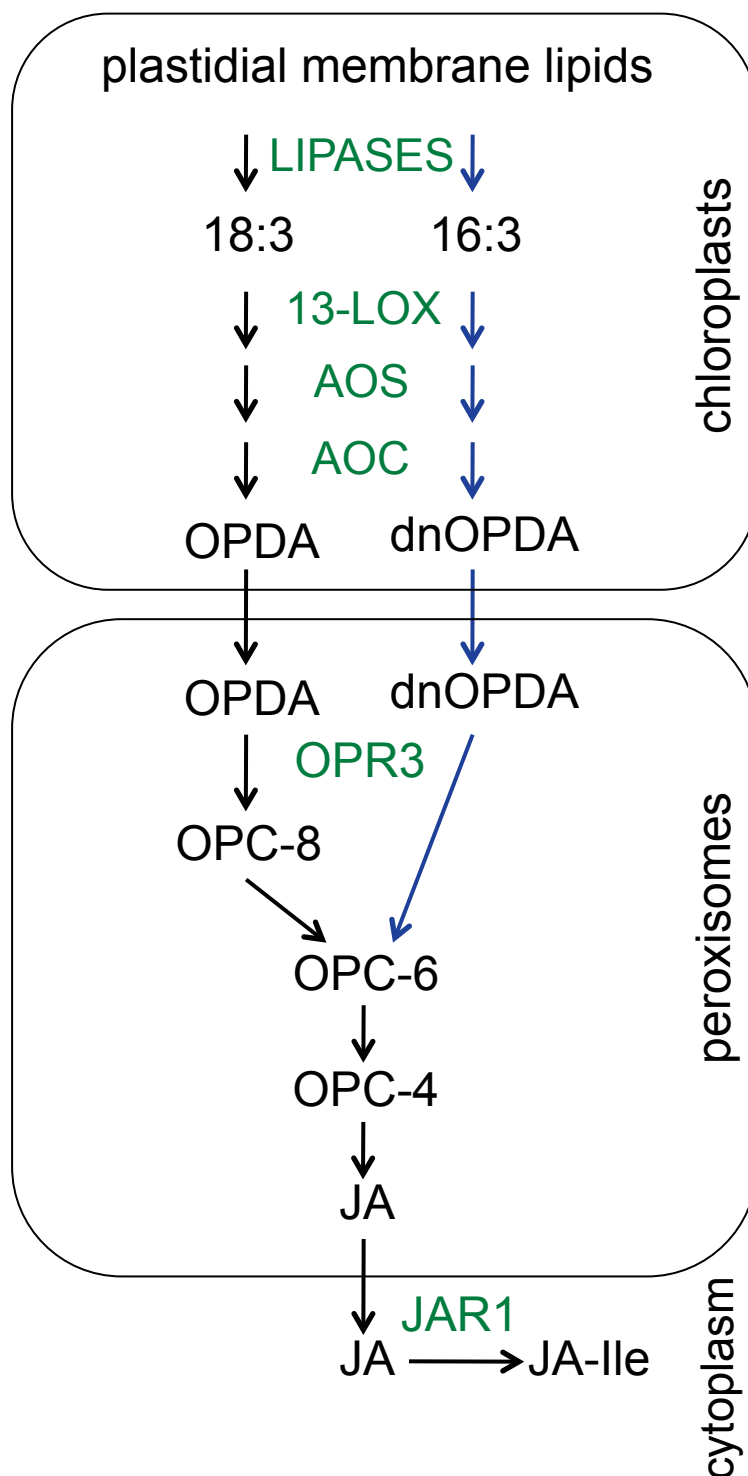 plastidial membrane lipids
LIPASES
18:3 16:3
13-LOX
AOS
AOC
OPDA dnOPDA
chloroplasts
OPDA dnOPDA
OPR3
OPC-8
OPC-6
OPC-4
JA
peroxisomes
JAR1
JA JA-Ile
cytoplasm